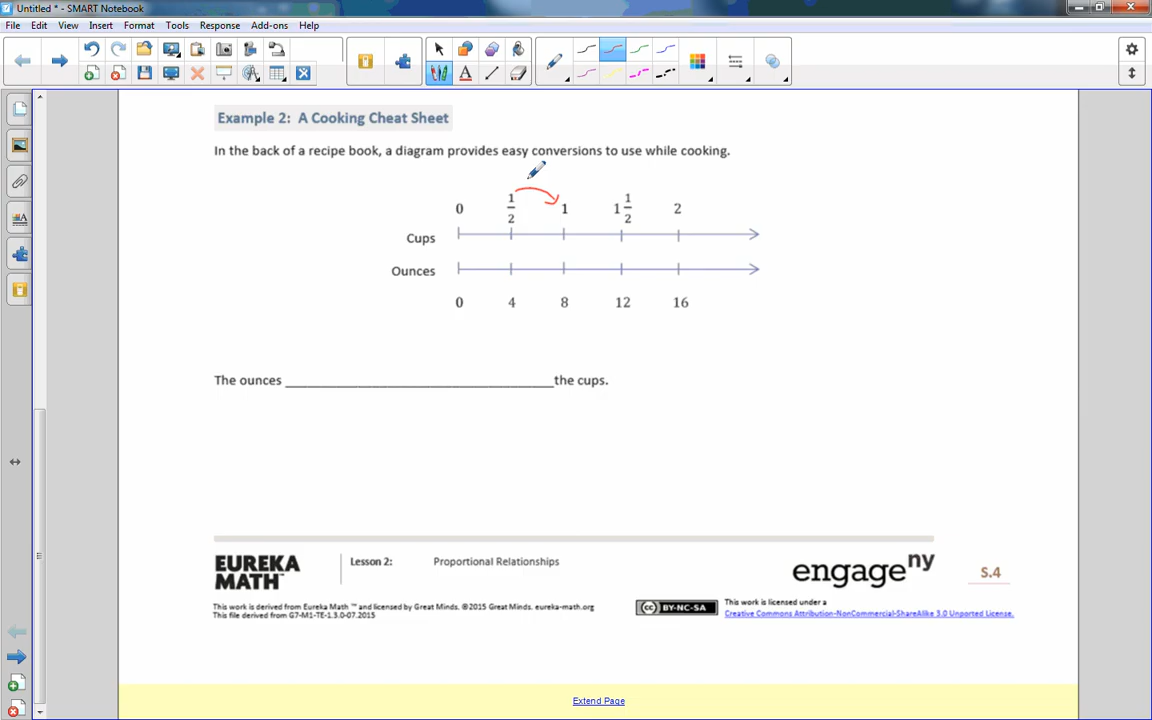 Untitled * - SMART Notebook
File Edit View Insert Format Tools Response Add-ons Help
Example 2: A Cooking Cheat Sheet
In the back of a recipe book, a diagram provides easy conversions to use while cooking.
0 1/2 1 1 1/2 2
Cups
Ounces
0 4 8 12 16
The ounces ________________________________the cups.
EUREKA MATH™
Lesson 2: Proportional Relationships
engageny
S.4
This work is derived from Eureka Math ™ and licensed by Great Minds. ©2015 Great Minds. eureka-math.org
This file derived from G7-M1-TE-1.3.0-07.2015
cc BY-NC-SA
This work is licensed under a
Creative Commons Attribution-NonCommercial-ShareAlike 3.0 Unported License.
Extend Page